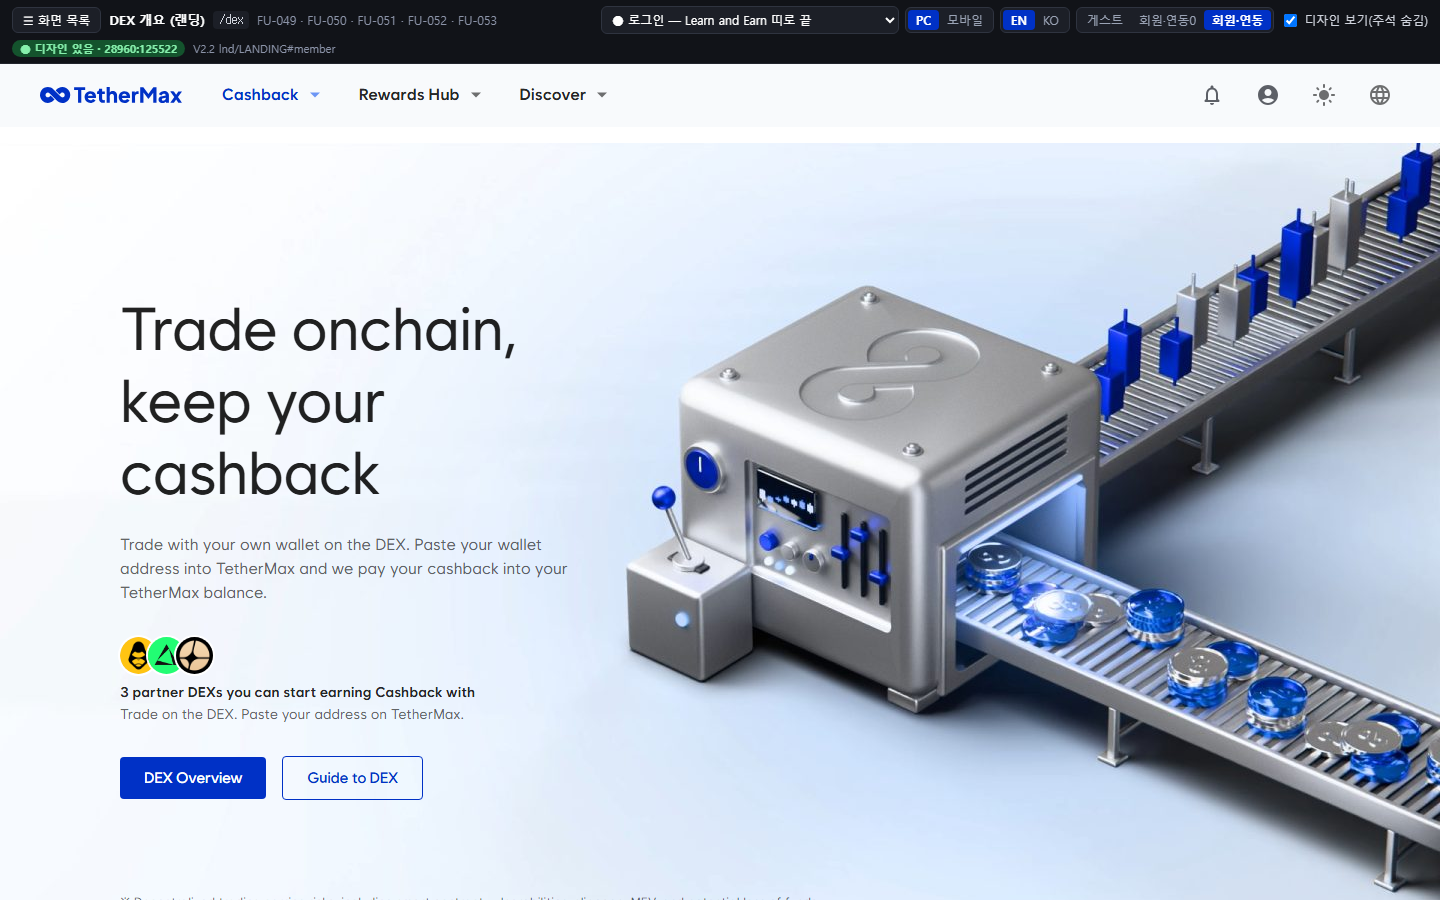 ☰ 화면 목록 DEX 개요 (랜딩) /dex FU-049 · FU-050 · FU-051 · FU-052 · FU-053 ● 로그인 — Learn and Earn 띠로 끝 PC 모바일 EN KO 게스트 회원·연동0 회원·연동 디자인 보기(주석 숨김)
● 디자인 있음 · 28960:125522 V2.2 lnd/LANDING#member
TetherMax Cashback Rewards Hub Discover
Trade onchain,
keep your
cashback
Trade with your own wallet on the DEX. Paste your wallet
address into TetherMax and we pay your cashback into your
TetherMax balance.
3 partner DEXs you can start earning Cashback with
Trade on the DEX. Paste your address on TetherMax.
DEX Overview Guide to DEX